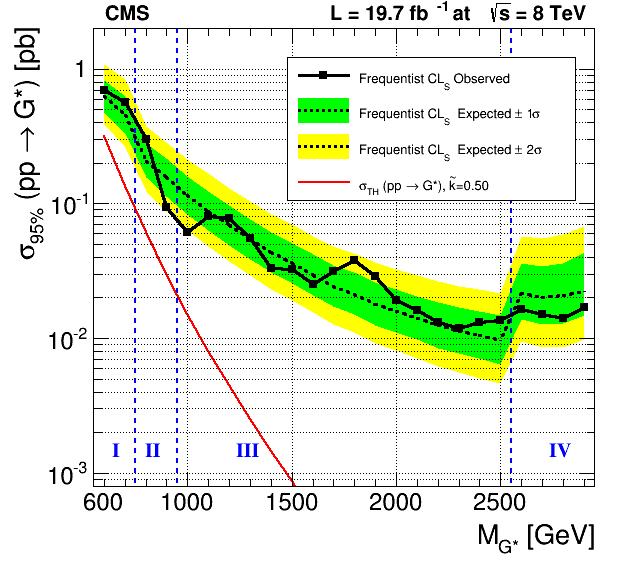 CMS L = 19.7 fb⁻¹ at √s = 8 TeV
σ95% (pp → G*) [pb]
Frequentist CLS Observed
Frequentist CLS Expected ± 1σ
Frequentist CLS Expected ± 2σ
σTH (pp → G*), k̃=0.50
1
10⁻¹
10⁻²
10⁻³
I II III IV
600 1000 1500 2000 2500
MG* [GeV]